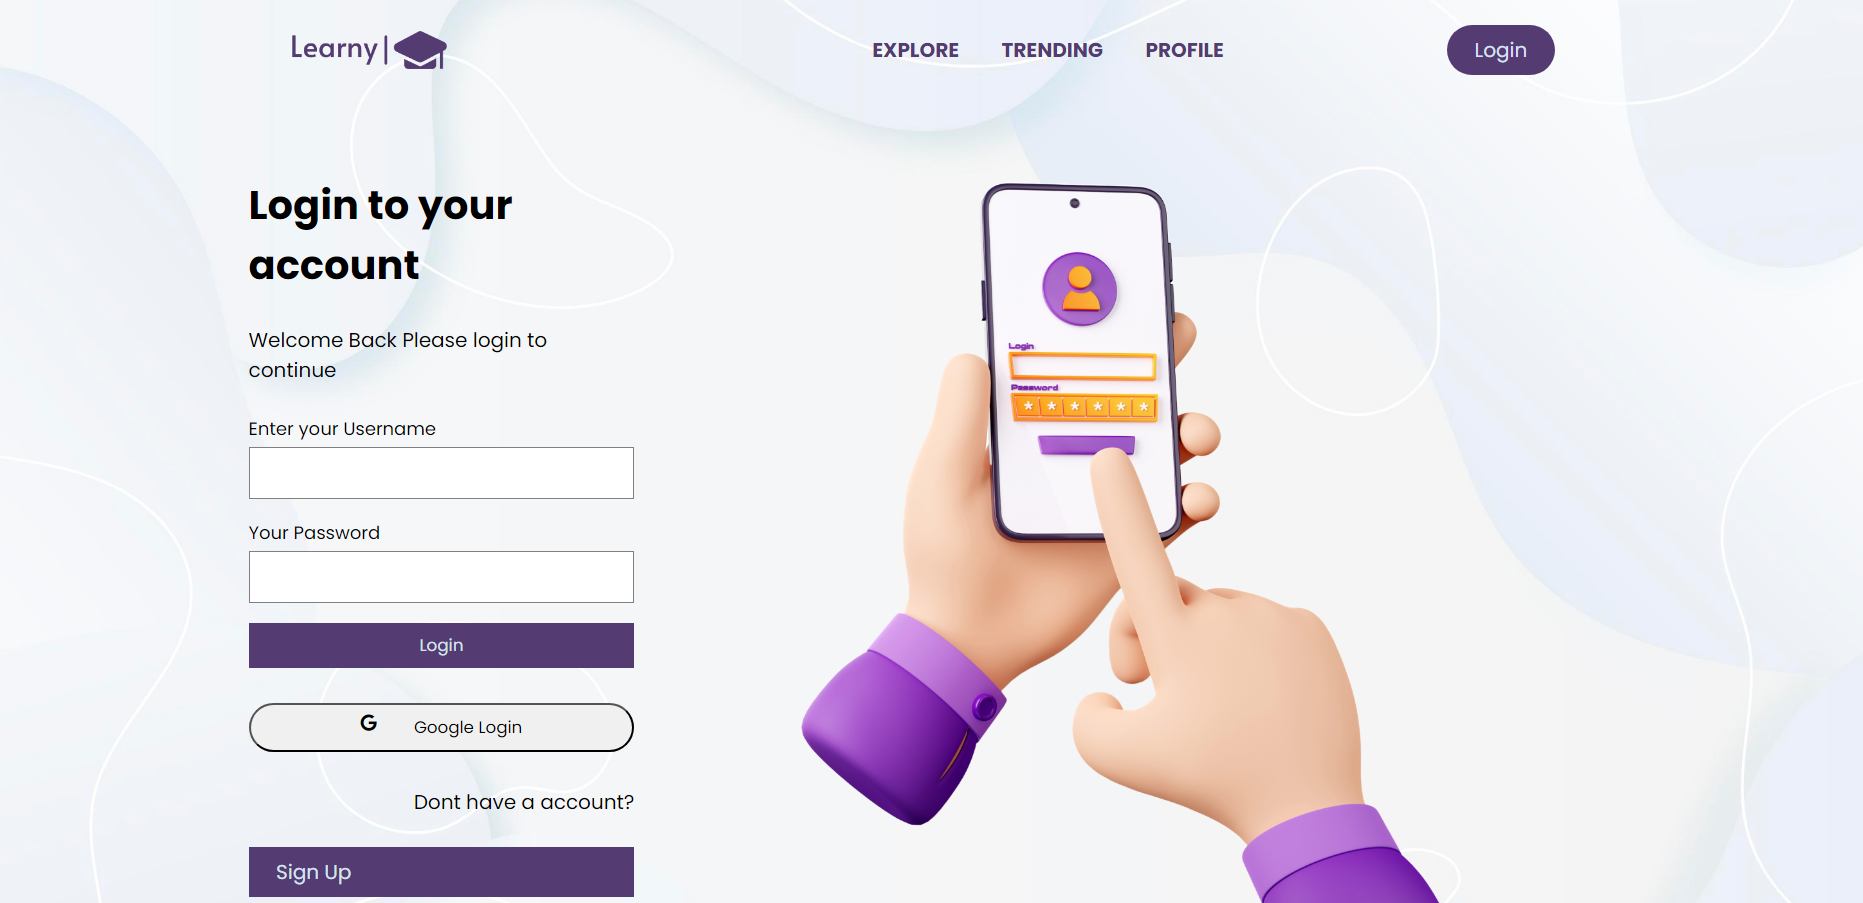 Learny|
EXPLORE TRENDING PROFILE
Login
Login to your
account
Welcome Back Please login to
continue
Enter your Username
Your Password
Login
G Google Login
Dont have a account?
Sign Up
Login
Password
* * * * * *